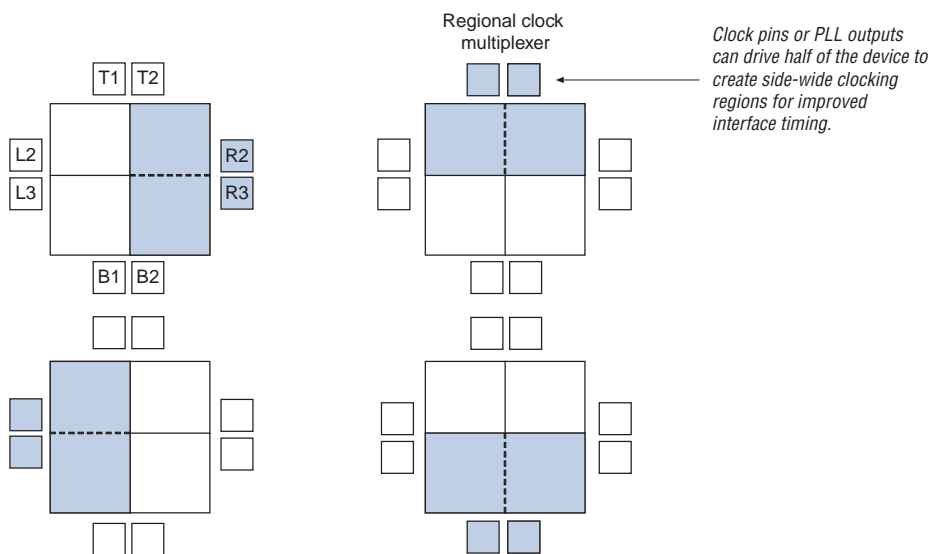 Regional clock
multiplexer
Clock pins or PLL outputs
can drive half of the device to
create side-wide clocking
regions for improved
interface timing.
T1 T2
L2
R2
L3
R3
B1 B2